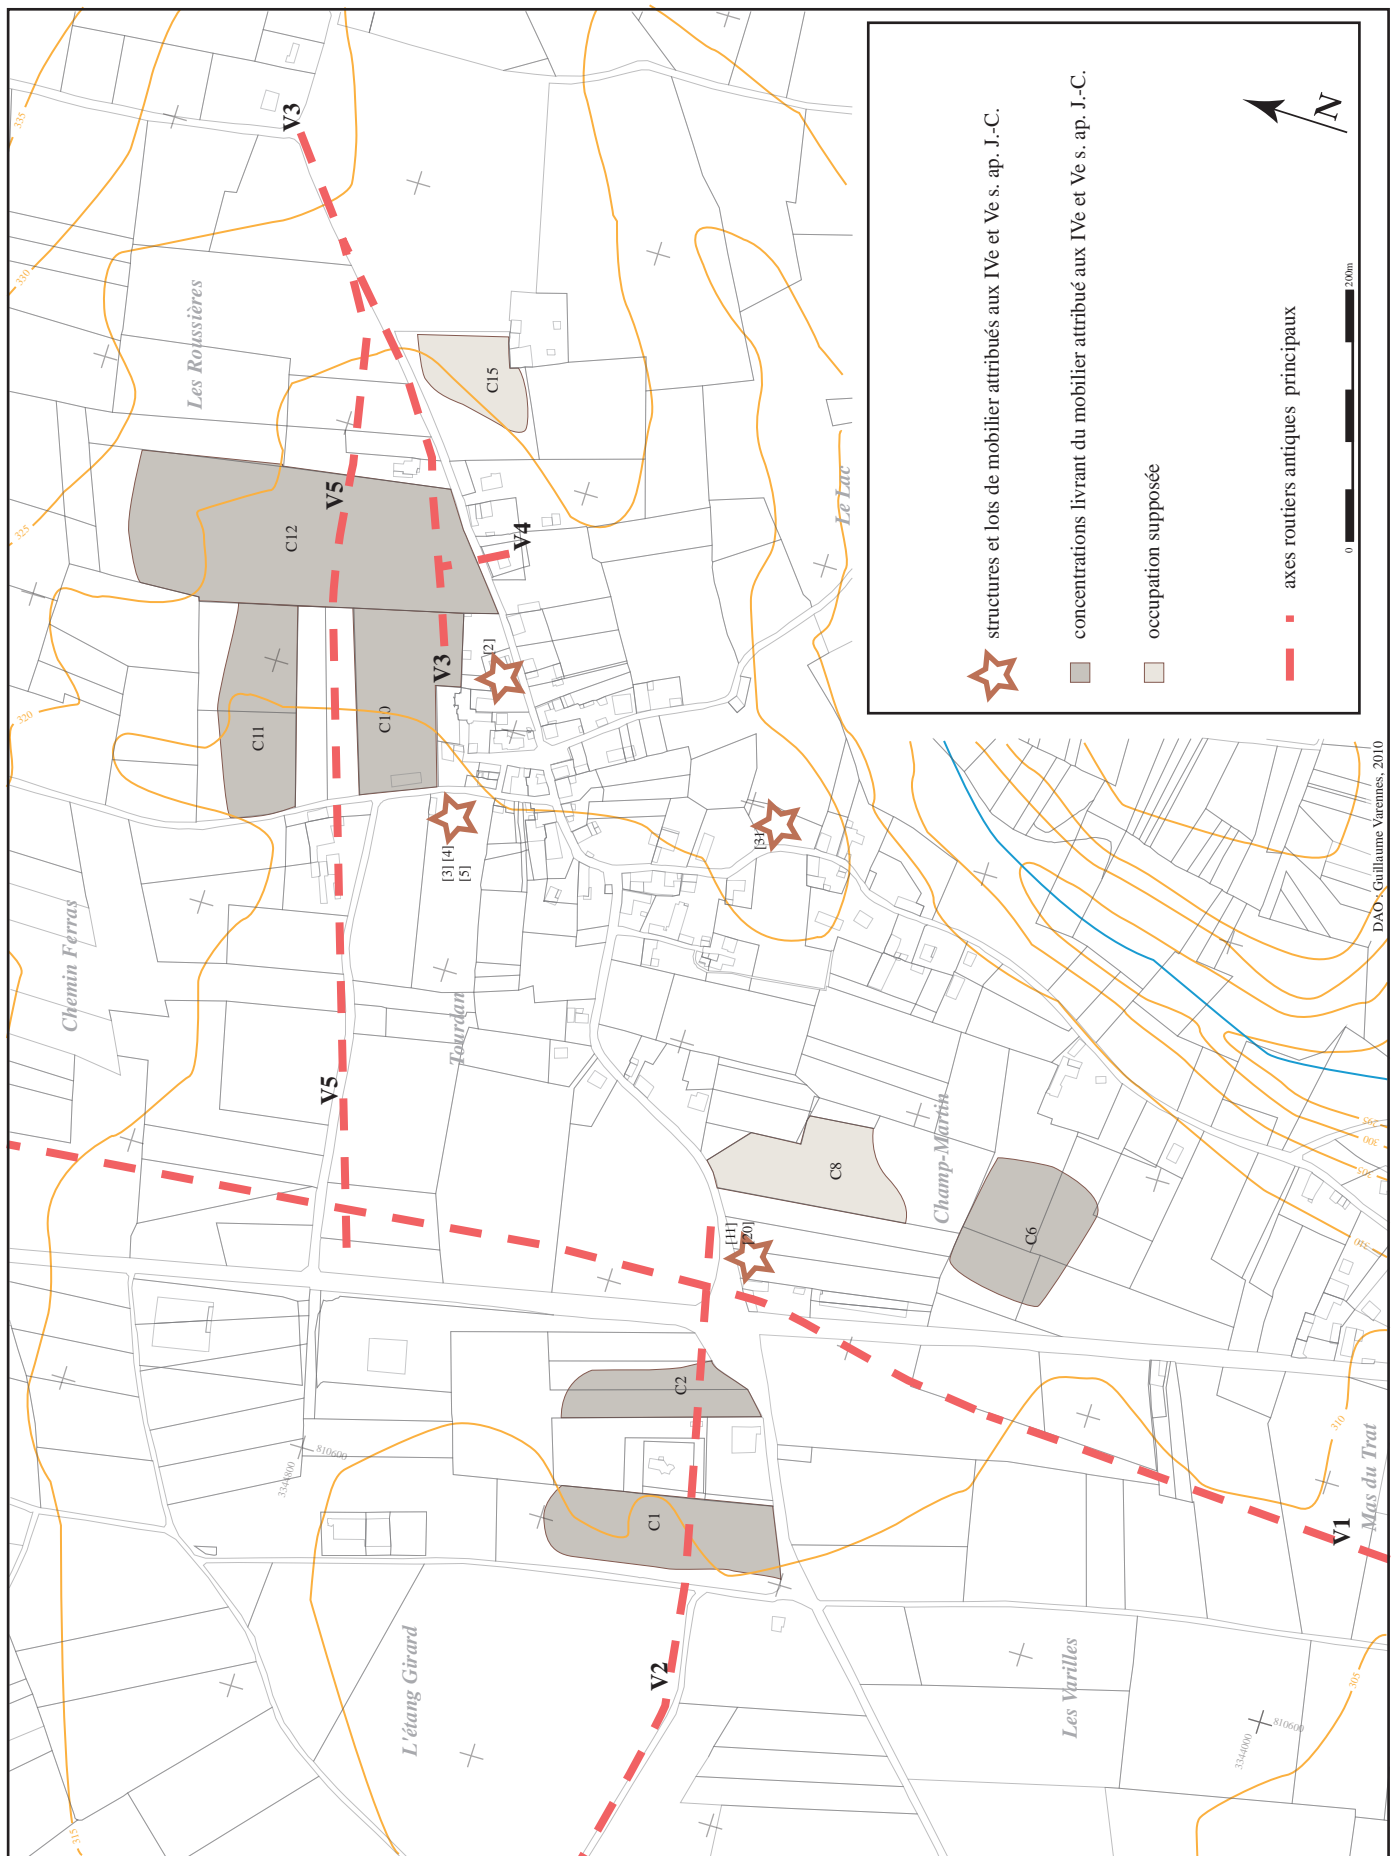 335
330
325
320
V3
Les Roussières
C15
V5
C12
V4
V3
[2]
C11
C10
Le Lac
Chemin Ferras
[3] [4]
[5]
[3]
Tourdan
V5
C8
Champ-Martin
[11]
[20]
C6
295
300
305
310
C2
C1
3344800
810600
310
Mas du Trat
V1
V2
L'étang Girard
Les Varilles
305
3344000
810600
315
structures et lots de mobilier attribués aux IVe et Ve s. ap. J.-C.
concentrations livrant du mobilier attribué aux IVe et Ve s. ap. J.-C.
occupation supposée
axes routiers antiques principaux
0 200m
N
DAO : Guillaume Varennes, 2010